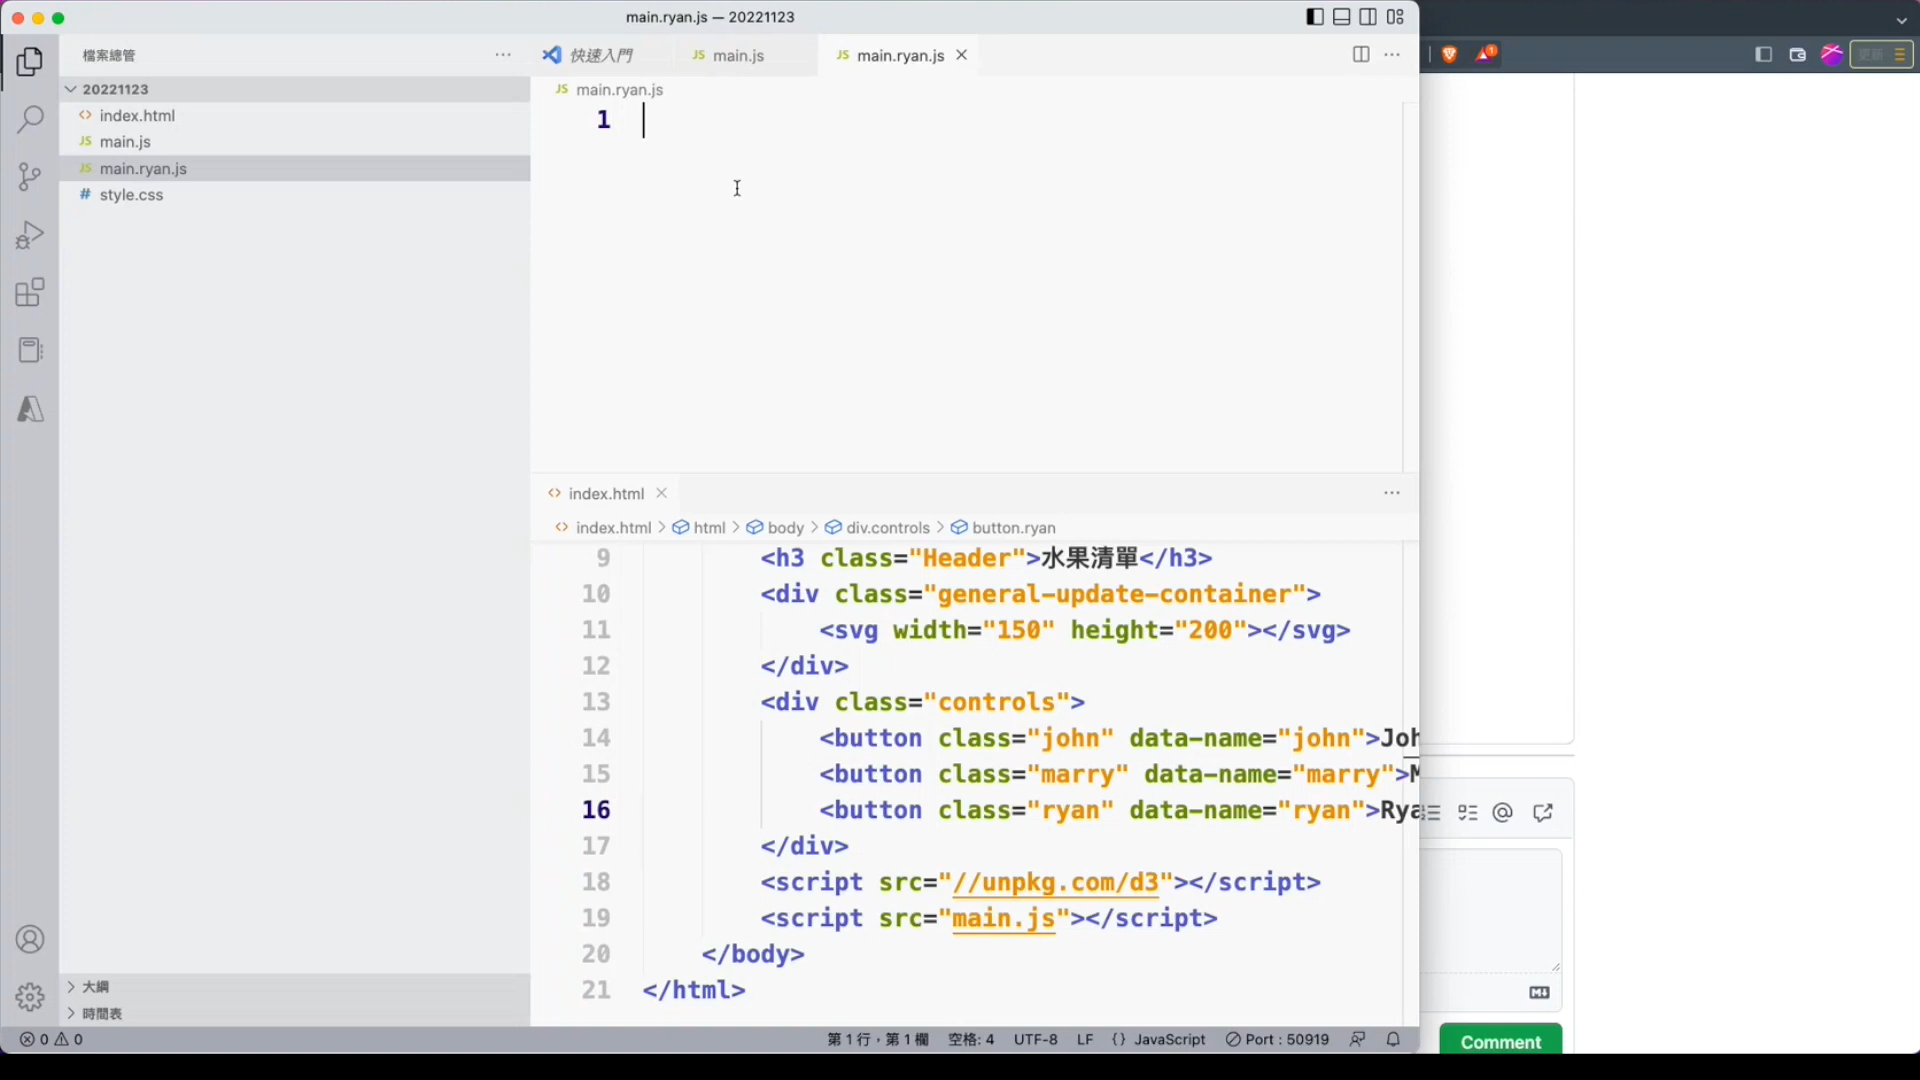 main.ryan.js — 20221123
檔案總管
20221123
index.html
main.js
main.ryan.js
style.css
大綱
時間表
快速入門
JS main.js
JS main.ryan.js
JS main.ryan.js
1
index.html
index.html > html > body > div.controls > button.ryan
9 <h3 class="Header">水果清單</h3>
10 <div class="general-update-container">
11 <svg width="150" height="200"></svg>
12 </div>
13 <div class="controls">
14 <button class="john" data-name="john">Joh
15 <button class="marry" data-name="marry">M
16 <button class="ryan" data-name="ryan">Rya
17 </div>
18 <script src="//unpkg.com/d3"></script>
19 <script src="main.js"></script>
20 </body>
21 </html>
0 0
第 1 行，第 1 欄 空格: 4 UTF-8 LF {} JavaScript Port : 50919
更新
Comment